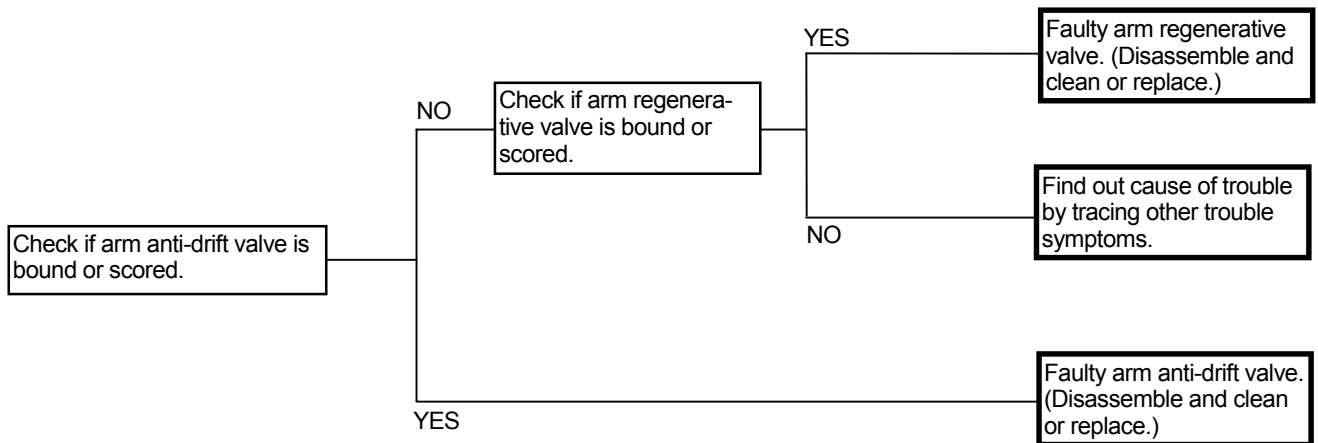 Check if arm anti-drift valve is
bound or scored.
NO
Check if arm regenera-
tive valve is bound or
scored.
YES
Faulty arm regenerative
valve. (Disassemble and
clean or replace.)
NO
Find out cause of trouble
by tracing other trouble
symptoms.
YES
Faulty arm anti-drift valve.
(Disassemble and clean
or replace.)